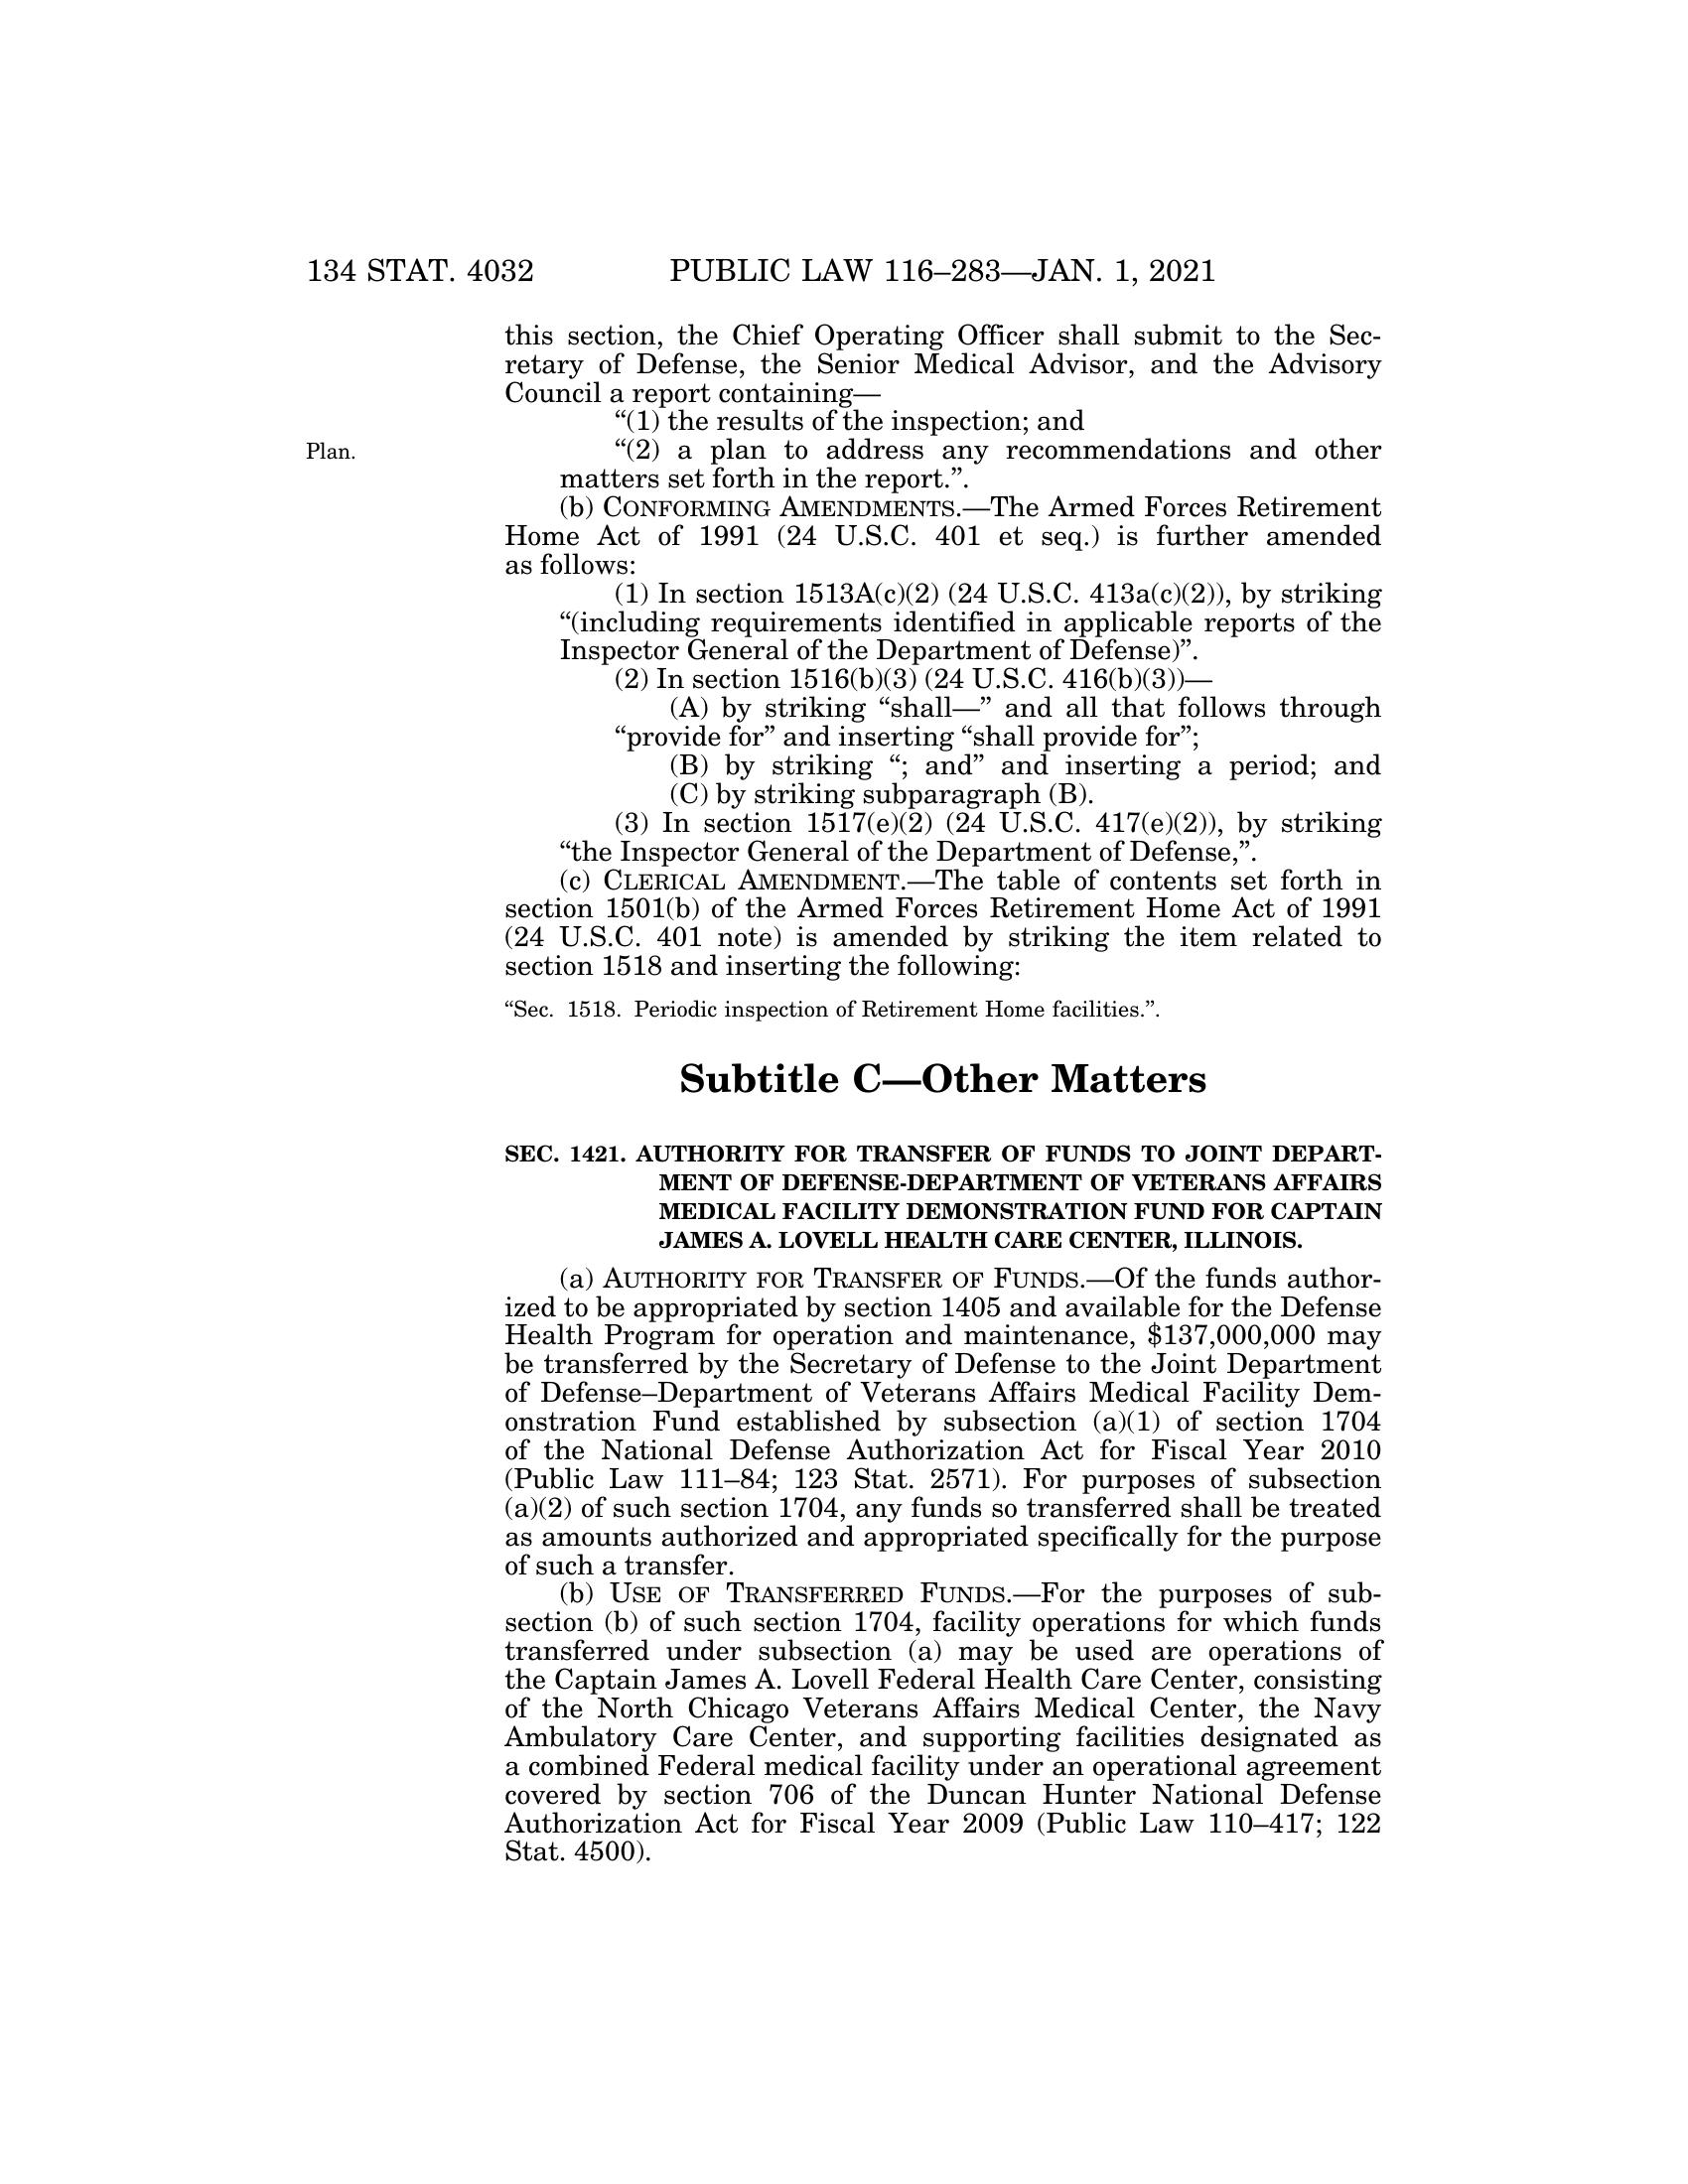 134 STAT. 4032 PUBLIC LAW 116–283—JAN. 1, 2021
this section, the Chief Operating Officer shall submit to the Sec-
retary of Defense, the Senior Medical Advisor, and the Advisory
Council a report containing—
“(1) the results of the inspection; and
Plan.
“(2) a plan to address any recommendations and other
matters set forth in the report.”.
(b) CONFORMING AMENDMENTS.—The Armed Forces Retirement
Home Act of 1991 (24 U.S.C. 401 et seq.) is further amended
as follows:
(1) In section 1513A(c)(2) (24 U.S.C. 413a(c)(2)), by striking
“(including requirements identified in applicable reports of the
Inspector General of the Department of Defense)”.
(2) In section 1516(b)(3) (24 U.S.C. 416(b)(3))—
(A) by striking “shall—” and all that follows through
“provide for” and inserting “shall provide for”;
(B) by striking “; and” and inserting a period; and
(C) by striking subparagraph (B).
(3) In section 1517(e)(2) (24 U.S.C. 417(e)(2)), by striking
“the Inspector General of the Department of Defense,”.
(c) CLERICAL AMENDMENT.—The table of contents set forth in
section 1501(b) of the Armed Forces Retirement Home Act of 1991
(24 U.S.C. 401 note) is amended by striking the item related to
section 1518 and inserting the following:
“Sec. 1518. Periodic inspection of Retirement Home facilities.”.
Subtitle C—Other Matters
SEC. 1421. AUTHORITY FOR TRANSFER OF FUNDS TO JOINT DEPART-
MENT OF DEFENSE-DEPARTMENT OF VETERANS AFFAIRS
MEDICAL FACILITY DEMONSTRATION FUND FOR CAPTAIN
JAMES A. LOVELL HEALTH CARE CENTER, ILLINOIS.
(a) AUTHORITY FOR TRANSFER OF FUNDS.—Of the funds author-
ized to be appropriated by section 1405 and available for the Defense
Health Program for operation and maintenance, $137,000,000 may
be transferred by the Secretary of Defense to the Joint Department
of Defense–Department of Veterans Affairs Medical Facility Dem-
onstration Fund established by subsection (a)(1) of section 1704
of the National Defense Authorization Act for Fiscal Year 2010
(Public Law 111–84; 123 Stat. 2571). For purposes of subsection
(a)(2) of such section 1704, any funds so transferred shall be treated
as amounts authorized and appropriated specifically for the purpose
of such a transfer.
(b) USE OF TRANSFERRED FUNDS.—For the purposes of sub-
section (b) of such section 1704, facility operations for which funds
transferred under subsection (a) may be used are operations of
the Captain James A. Lovell Federal Health Care Center, consisting
of the North Chicago Veterans Affairs Medical Center, the Navy
Ambulatory Care Center, and supporting facilities designated as
a combined Federal medical facility under an operational agreement
covered by section 706 of the Duncan Hunter National Defense
Authorization Act for Fiscal Year 2009 (Public Law 110–417; 122
Stat. 4500).